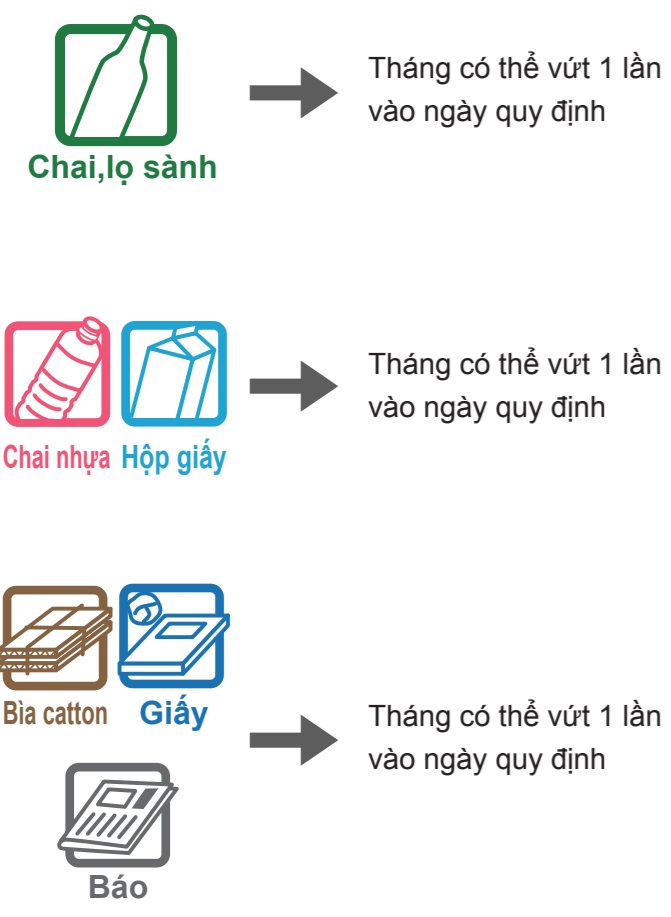 Chai,lọ sành
Tháng có thể vứt 1 lần
vào ngày quy định
Chai nhựa
Hộp giấy
Tháng có thể vứt 1 lần
vào ngày quy định
Bìa catton
Giấy
Báo
Tháng có thể vứt 1 lần
vào ngày quy định